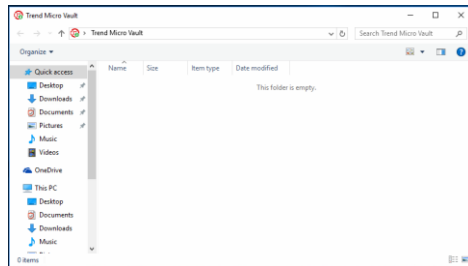 Trend Micro Vault
Trend Micro Vault
Search Trend Micro Vault
Organize
Name Size Item type Date modified
This folder is empty.
Quick access
Desktop
Downloads
Documents
Pictures
Music
Videos
OneDrive
This PC
Desktop
Documents
Downloads
Music
0 items